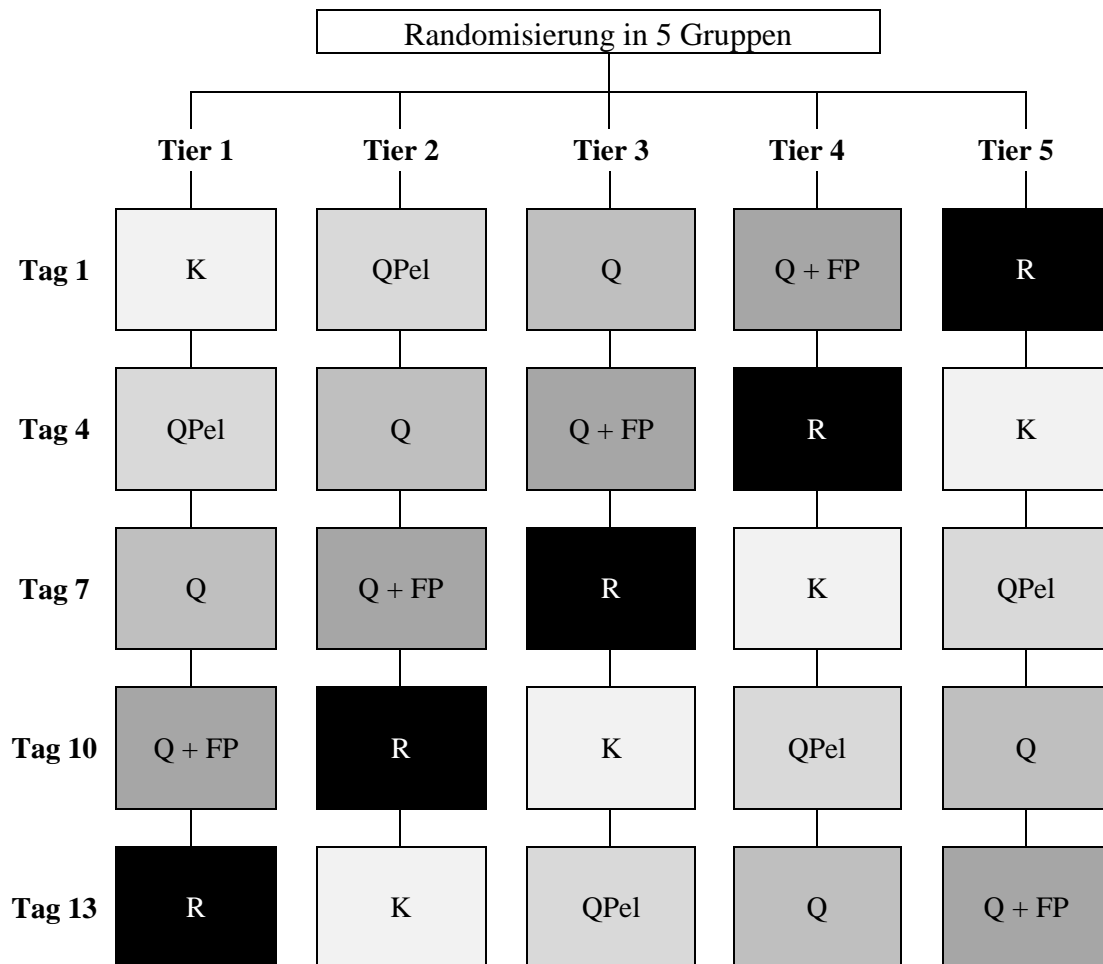 Randomisierung in 5 Gruppen
Tier 1 Tier 2 Tier 3 Tier 4 Tier 5
Tag 1 K QPel Q Q + FP R
Tag 4 QPel Q Q + FP R K
Tag 7 Q Q + FP R K QPel
Tag 10 Q + FP R K QPel Q
Tag 13 R K QPel Q Q + FP